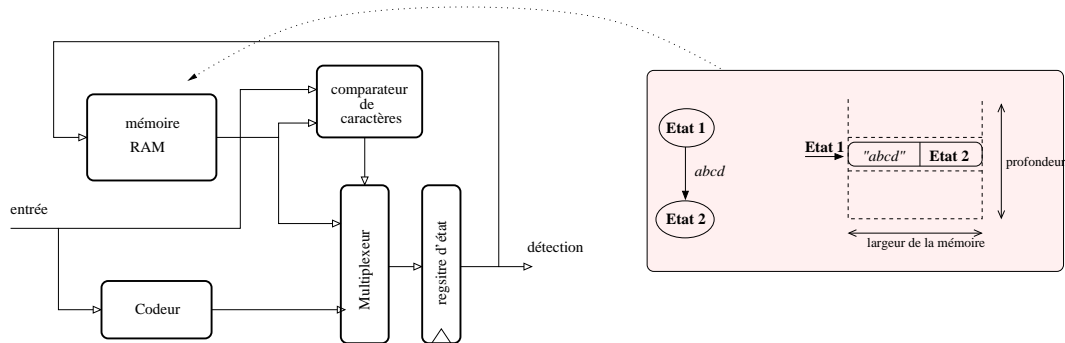 mémoire
RAM
comparateur
de
caractères
entrée
Codeur
Multiplexeur
regsitre d'état
détection
Etat 1
abcd
Etat 2
Etat 1
"abcd"
Etat 2
profondeur
largeur de la mémoire